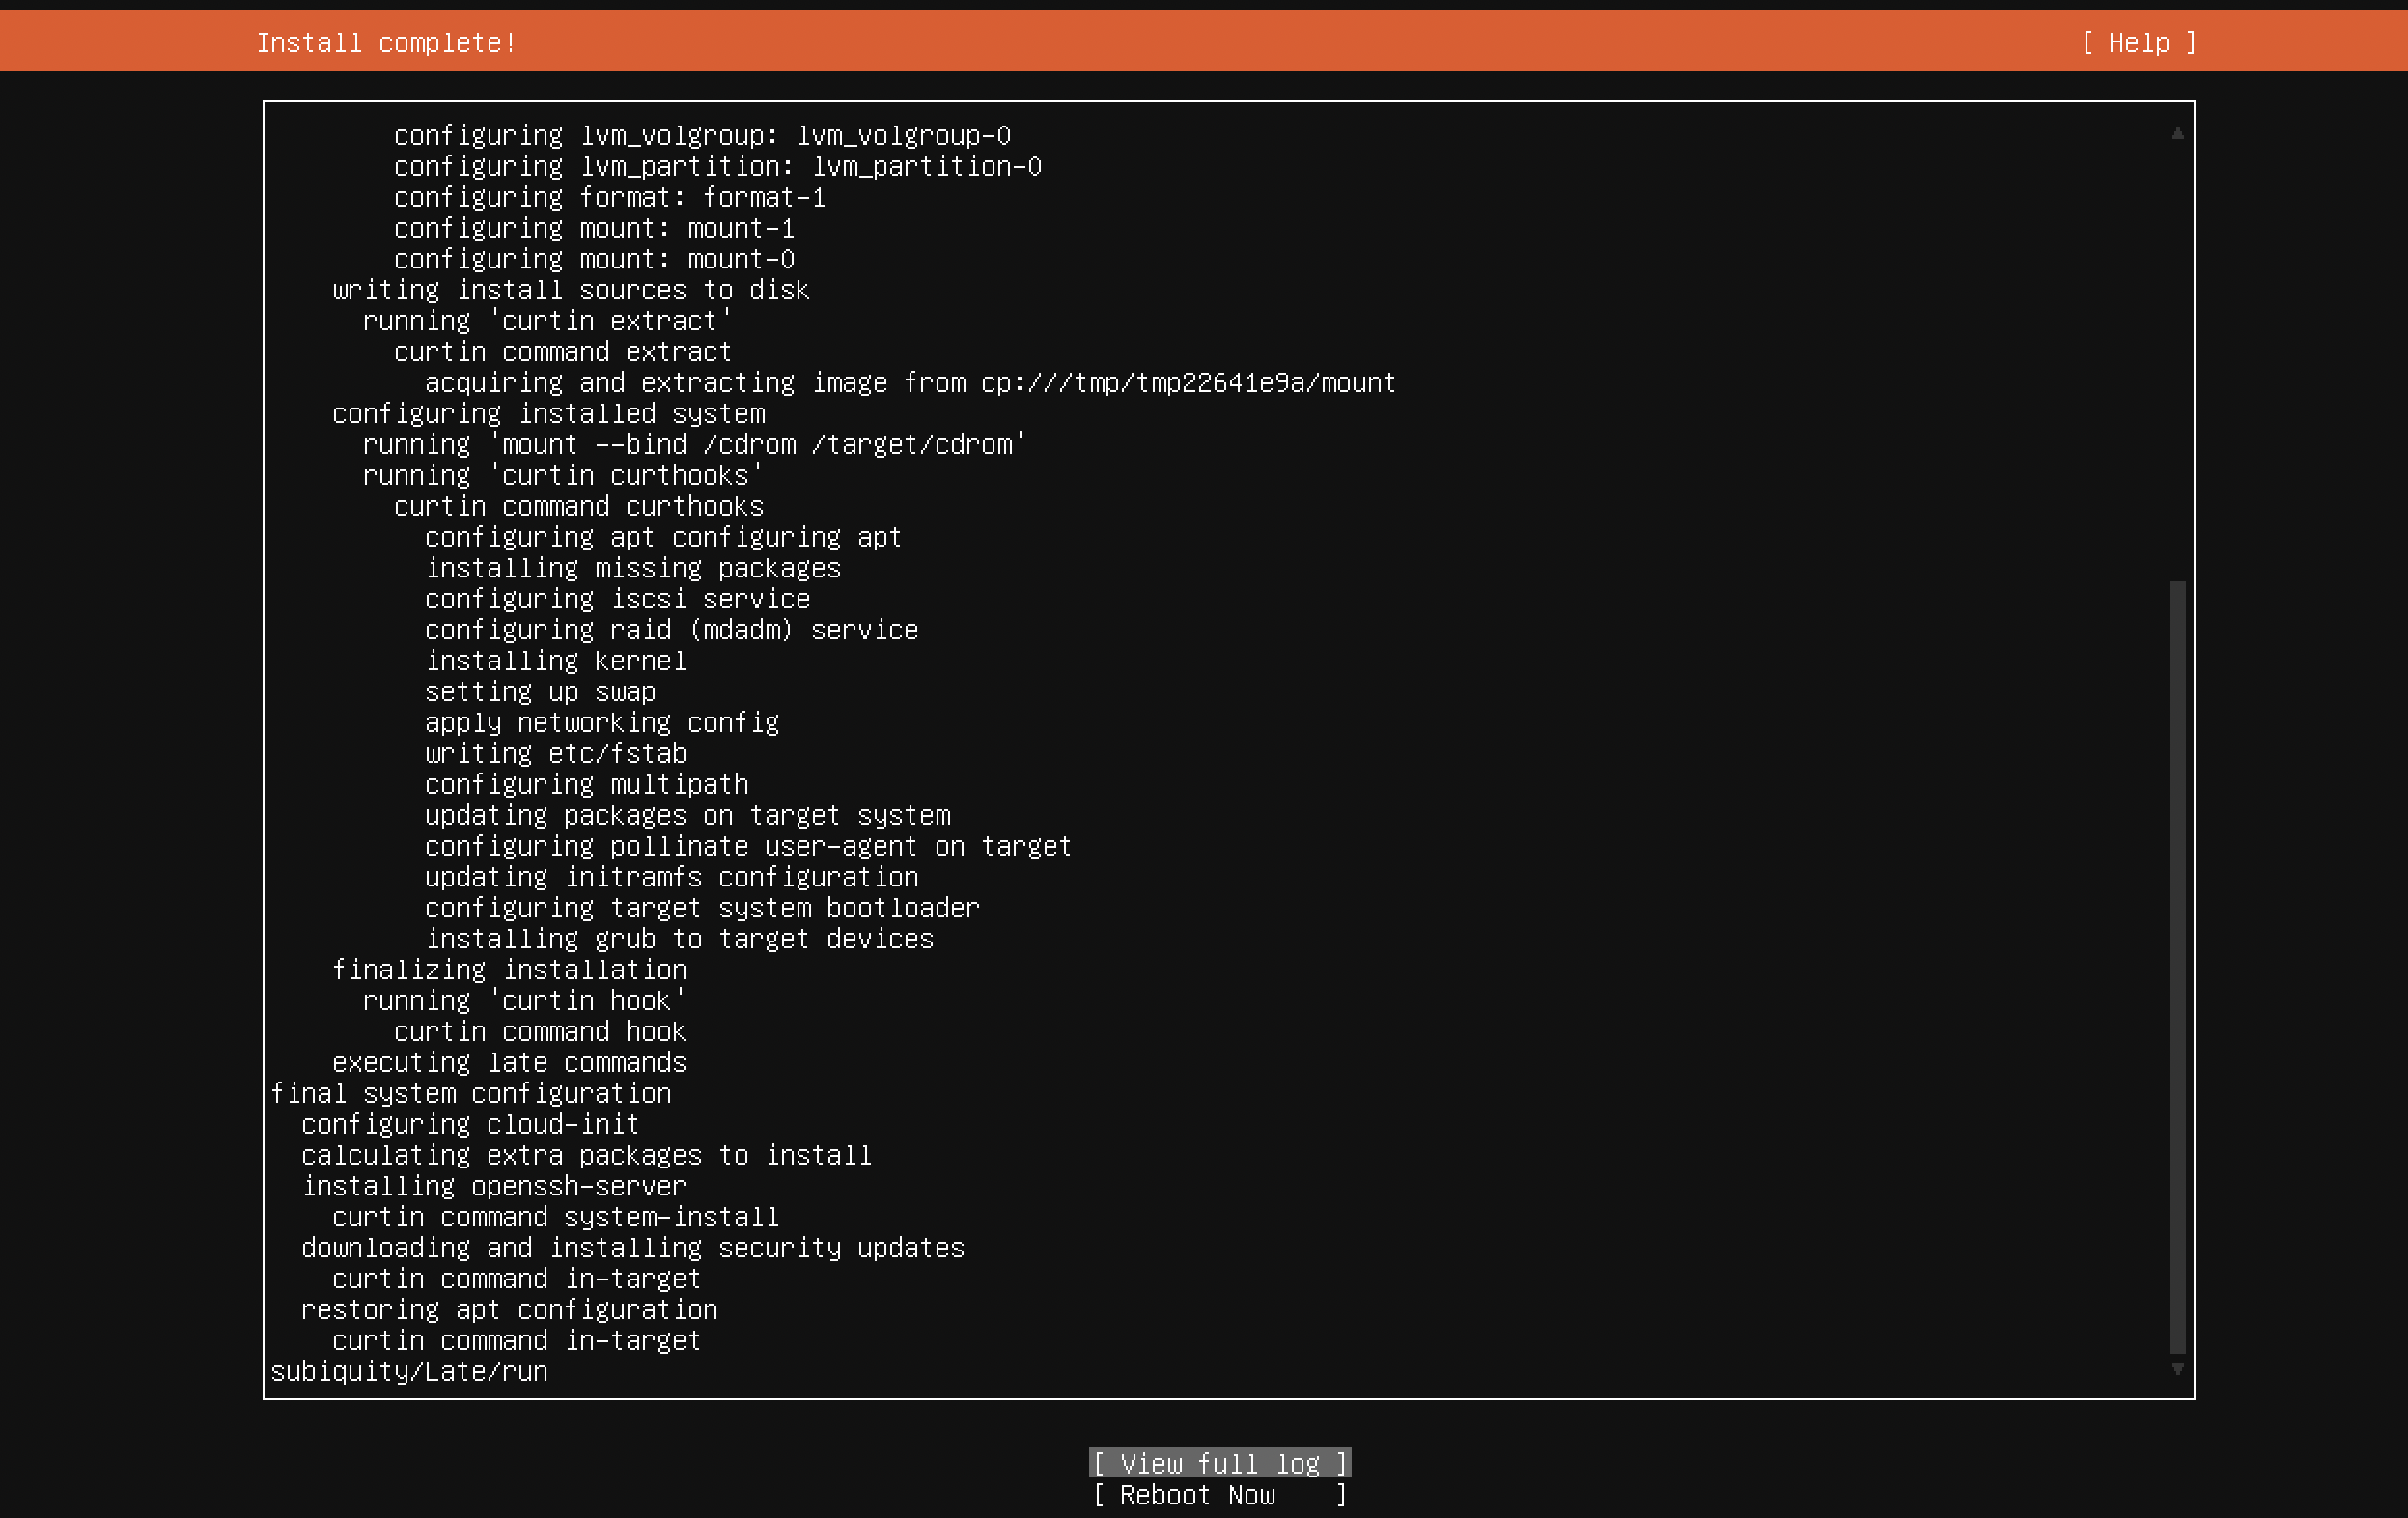 Install complete!
[ Help ]
configuring lvm_volgroup: lvm_volgroup-0
configuring lvm_partition: lvm_partition-0
configuring format: format-1
configuring mount: mount-1
configuring mount: mount-0
writing install sources to disk
running 'curtin extract'
curtin command extract
acquiring and extracting image from cp:///tmp/tmp22641e9a/mount
configuring installed system
running 'mount --bind /cdrom /target/cdrom'
running 'curtin curthooks'
curtin command curthooks
configuring apt configuring apt
installing missing packages
configuring iscsi service
configuring raid (mdadm) service
installing kernel
setting up swap
apply networking config
writing etc/fstab
configuring multipath
updating packages on target system
configuring pollinate user-agent on target
updating initramfs configuration
configuring target system bootloader
installing grub to target devices
finalizing installation
running 'curtin hook'
curtin command hook
executing late commands
final system configuration
configuring cloud-init
calculating extra packages to install
installing openssh-server
curtin command system-install
downloading and installing security updates
curtin command in-target
restoring apt configuration
curtin command in-target
subiquity/Late/run
[ View full log ]
[ Reboot Now ]